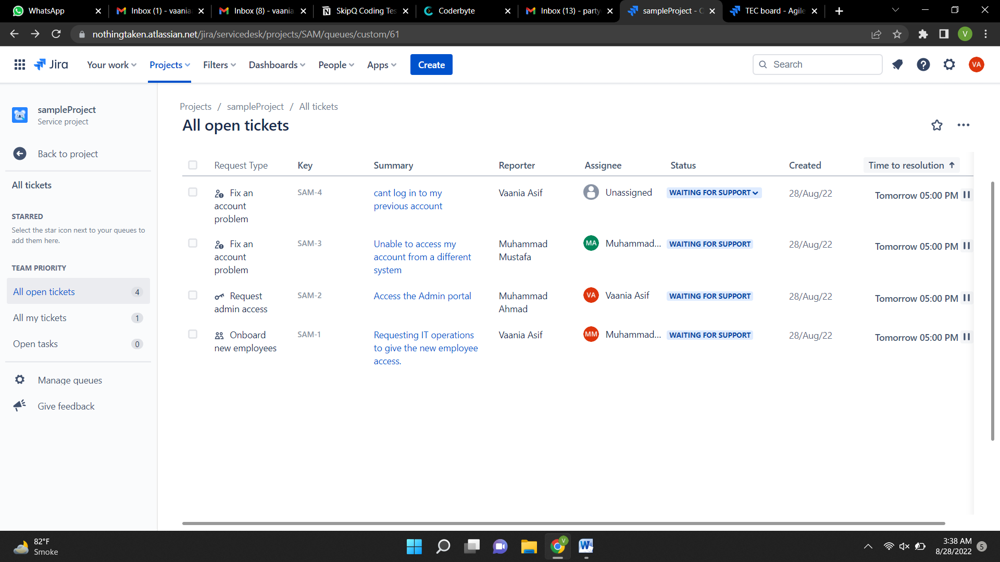 WhatsApp
Inbox (1) - vaania
Inbox (8) - vaania
SkipQ Coding Tes
Coderbyte
Inbox (13) - party
sampleProject - Q
TEC board - Agile
nothingtaken.atlassian.net/jira/servicedesk/projects/SAM/queues/custom/61
V
Jira
Your work
Projects
Filters
Dashboards
People
Apps
Create
Search
VA
sampleProject
Service project
Back to project
All tickets
STARRED
Select the star icon next to your queues to
add them here.
TEAM PRIORITY
All open tickets 4
All my tickets 1
Open tasks 0
Manage queues
Give feedback
Projects / sampleProject / All tickets
All open tickets
Request Type Key Summary Reporter Assignee Status Created Time to resolution
Fix an
account
problem
SAM-4
cant log in to my
previous account
Vaania Asif
Unassigned
WAITING FOR SUPPORT
28/Aug/22
Tomorrow 05:00 PM
Fix an
account
problem
SAM-3
Unable to access my
account from a different
system
Muhammad
Mustafa
MA
Muhammad...
WAITING FOR SUPPORT
28/Aug/22
Tomorrow 05:00 PM
Request
admin access
SAM-2
Access the Admin portal
Muhammad
Ahmad
VA
Vaania Asif
WAITING FOR SUPPORT
28/Aug/22
Tomorrow 05:00 PM
Onboard
new employees
SAM-1
Requesting IT operations
to give the new employee
access.
Vaania Asif
MM
Muhammad...
WAITING FOR SUPPORT
28/Aug/22
Tomorrow 05:00 PM
82°F
Smoke
V
W
3:38 AM
8/28/2022
5